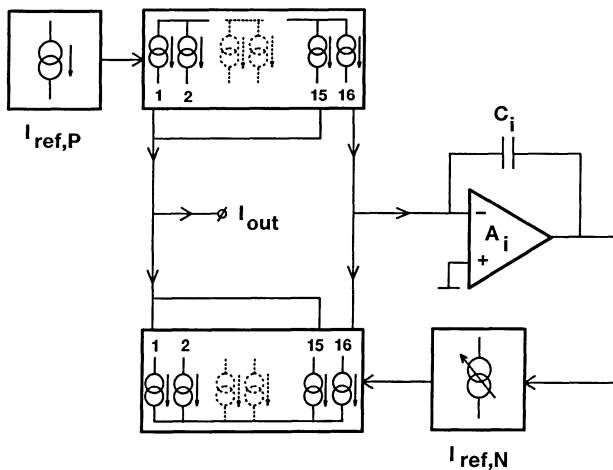 1 2 15 16
I ref,P
C i
I out
− A i
+
1 2 15 16
I ref,N